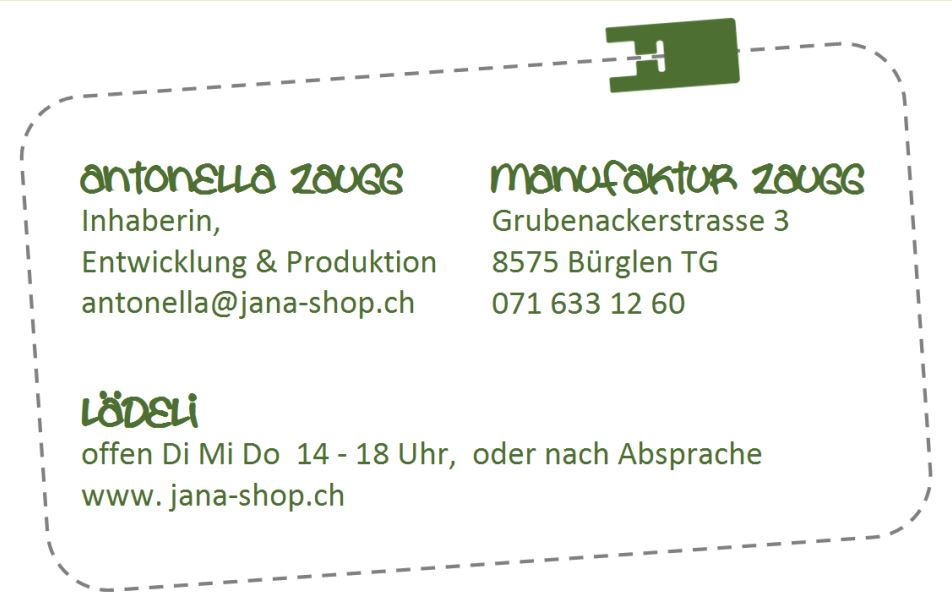 antonella zaugg
Inhaberin,
Entwicklung & Produktion
antonella@jana-shop.ch
manufaktur zaugg
Grubenackerstrasse 3
8575 Bürglen TG
071 633 12 60
Lädeli
offen Di Mi Do  14 - 18 Uhr,  oder nach Absprache
www. jana-shop.ch